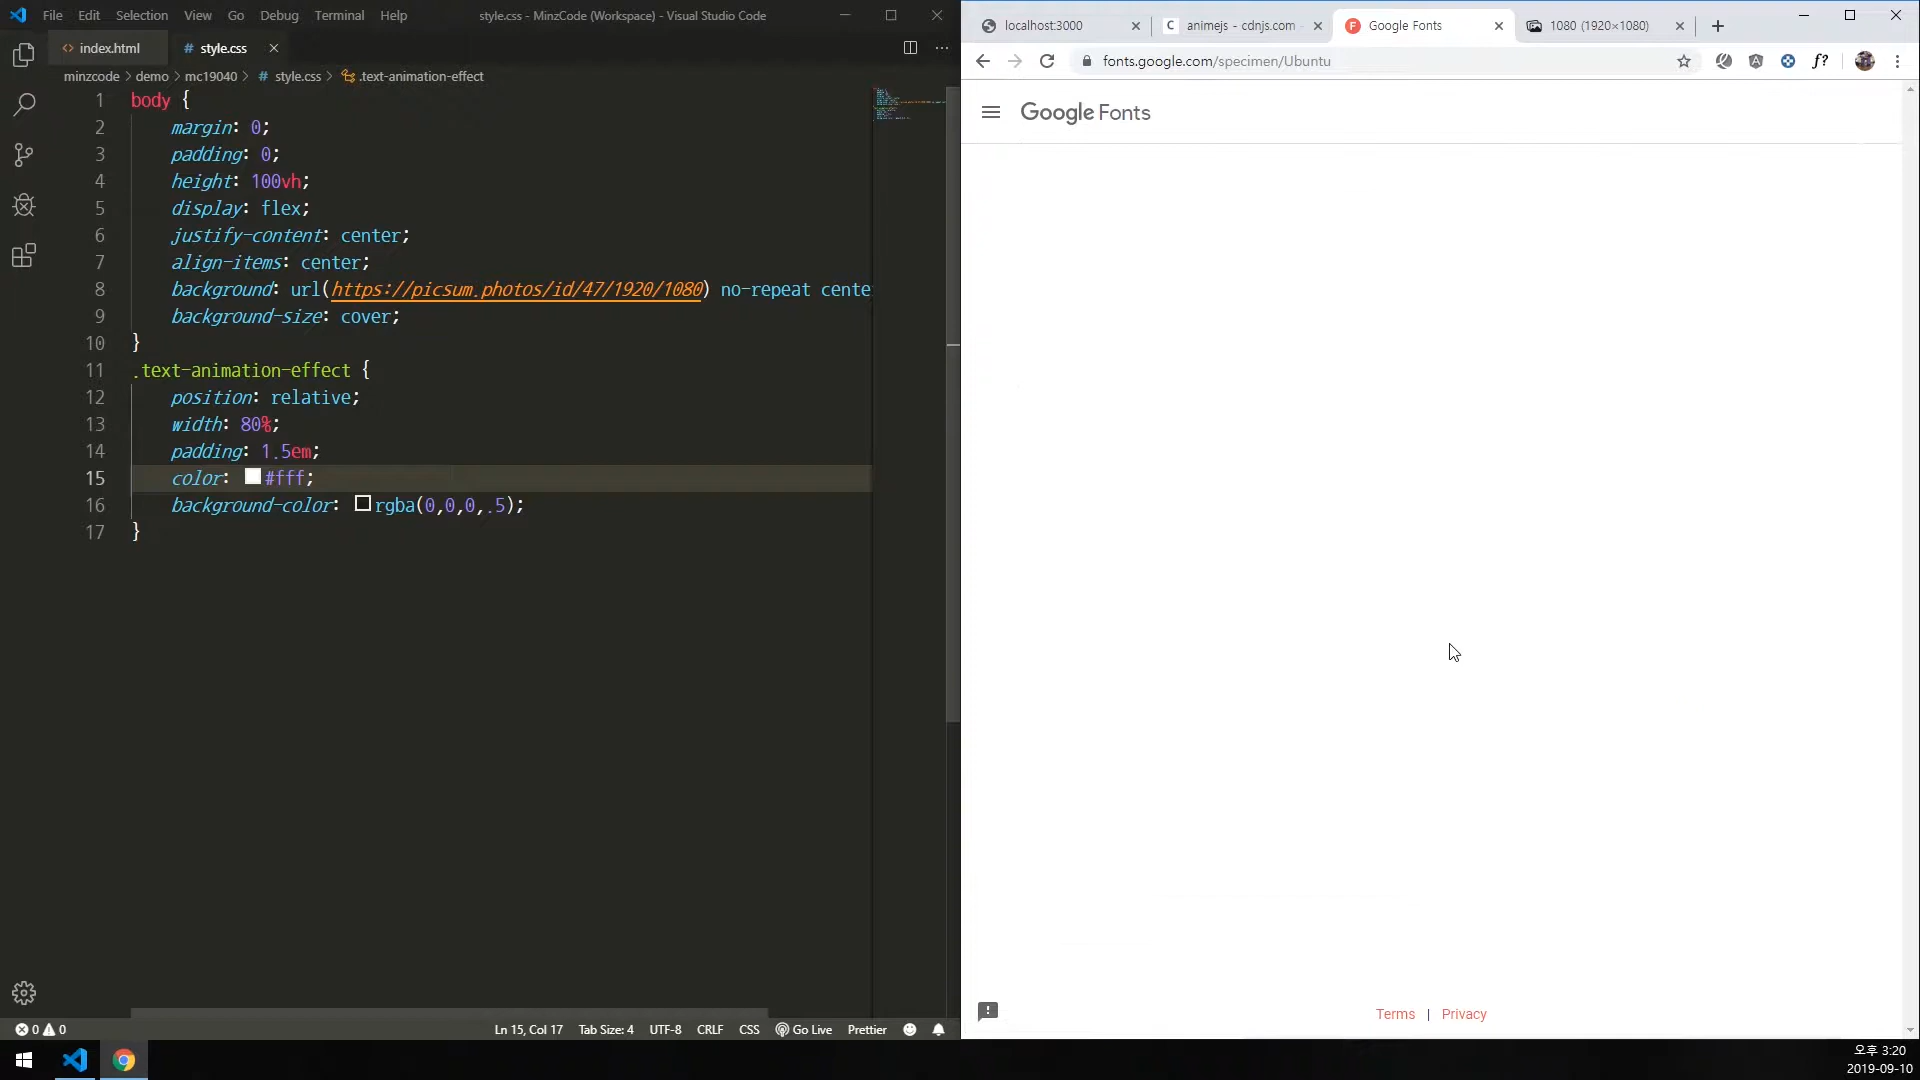 File Edit Selection View Go Debug Terminal Help
style.css - MinzCode (Workspace) - Visual Studio Code
index.html
# style.css
minzcode > demo > mc19040 > # style.css > .text-animation-effect
1 body {
2 margin: 0;
3 padding: 0;
4 height: 100vh;
5 display: flex;
6 justify-content: center;
7 align-items: center;
8 background: url(https://picsum.photos/id/47/1920/1080) no-repeat cente
9 background-size: cover;
10 }
11 .text-animation-effect {
12 position: relative;
13 width: 80%;
14 padding: 1.5em;
15 color: #fff;
16 background-color: rgba(0,0,0,.5);
17 }
0 0
Ln 15, Col 17 Tab Size: 4 UTF-8 CRLF CSS Go Live Prettier
localhost:3000
C animejs - cdnjs.com
F Google Fonts
1080 (1920×1080)
fonts.google.com/specimen/Ubuntu
f?
Google Fonts
Terms | Privacy
오후 3:20
2019-09-10